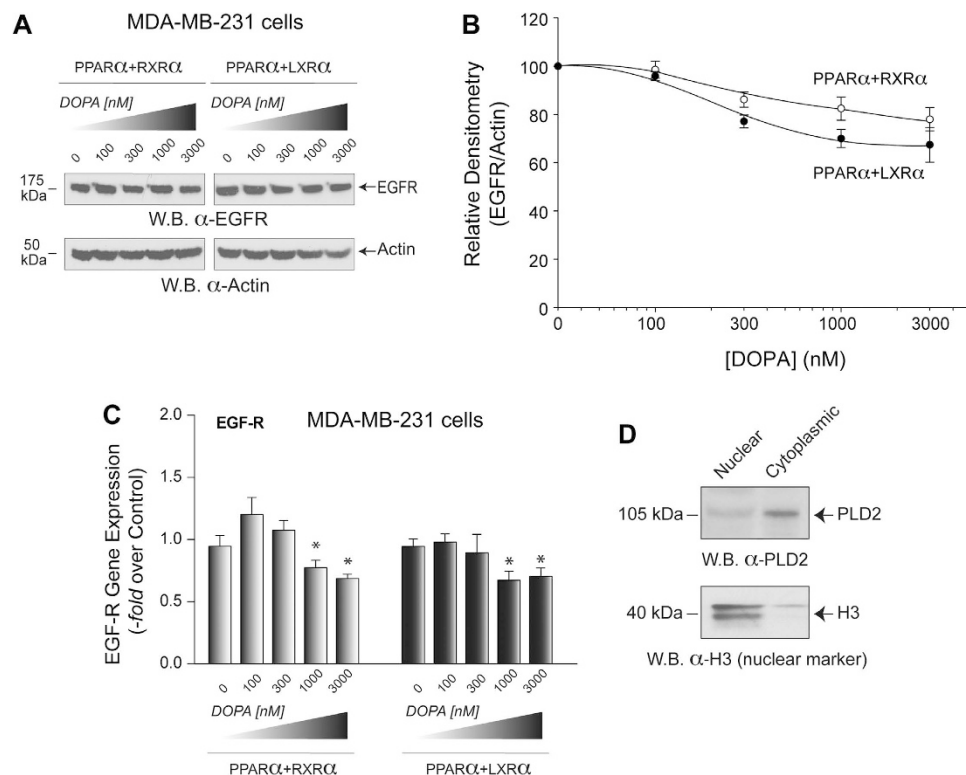 A
MDA-MB-231 cells
PPARα+RXRα PPARα+LXRα
DOPA [nM] DOPA [nM]
0 100 300 1000 3000 0 100 300 1000 3000
175 kDa
EGFR
W.B. α-EGFR
50 kDa
Actin
W.B. α-Actin
B
Relative Densitometry
(EGFR/Actin)
120
100
80
60
40
20
0
PPARα+RXRα
PPARα+LXRα
0 100 300 1000 3000
[DOPA] (nM)
C
EGF-R MDA-MB-231 cells
EGF-R Gene Expression
(-fold over Control)
2.0
1.5
1.0
0.5
0.0
* * * *
0 100 300 1000 3000 0 100 300 1000 3000
DOPA [nM] DOPA [nM]
PPARα+RXRα PPARα+LXRα
D
Nuclear Cytoplasmic
105 kDa PLD2
W.B. α-PLD2
40 kDa H3
W.B. α-H3 (nuclear marker)